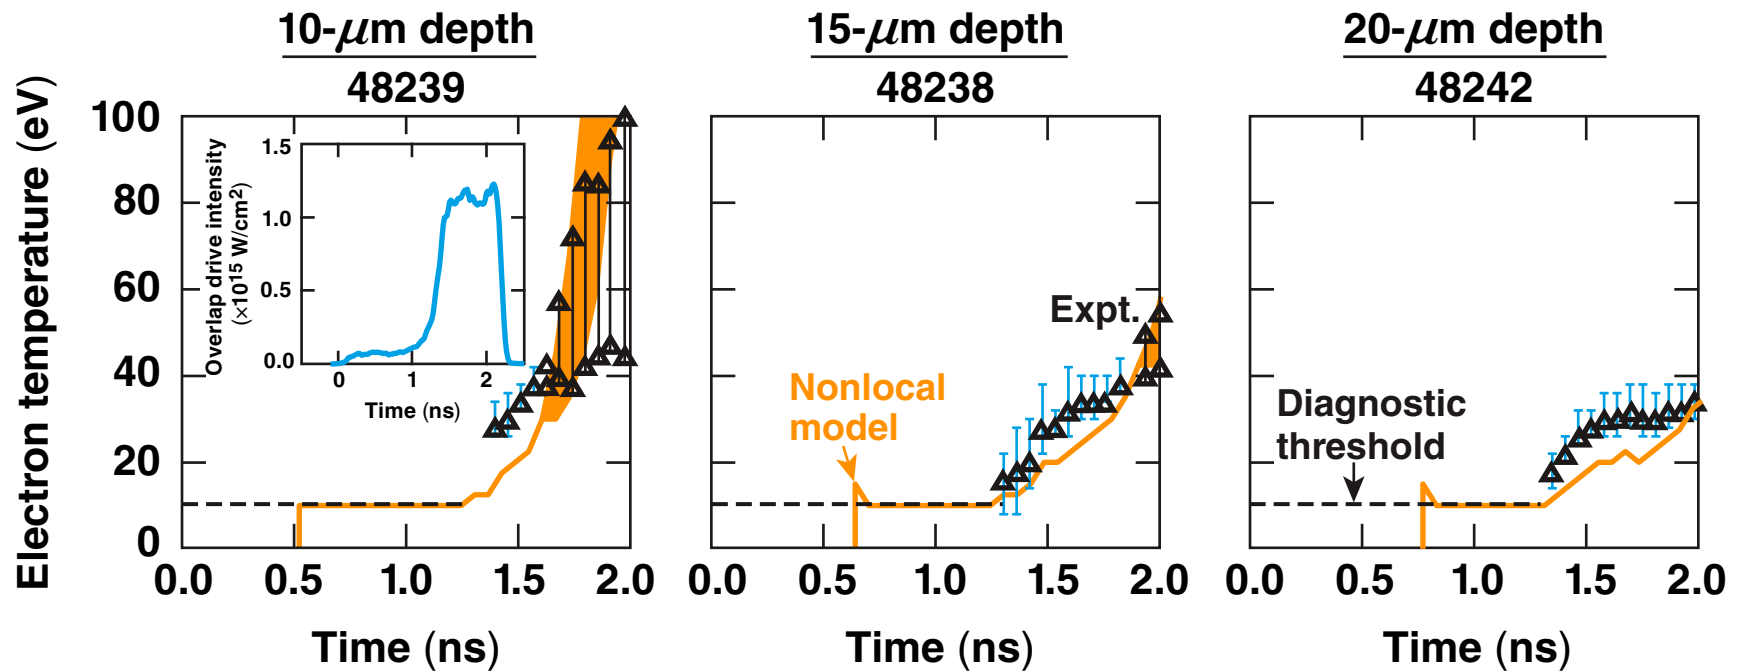 10-μm depth
48239
15-μm depth
48238
20-μm depth
48242
Electron temperature (eV)
100
80
60
40
20
0
0.0 0.5 1.0 1.5 2.0
Time (ns)
Overlap drive intensity
(×10¹⁵ W/cm²)
1.5
1.0
0.5
0.0
0 1 2
Time (ns)
Expt.
Nonlocal
model
0.0 0.5 1.0 1.5 2.0
Time (ns)
Diagnostic
threshold
0.0 0.5 1.0 1.5 2.0
Time (ns)